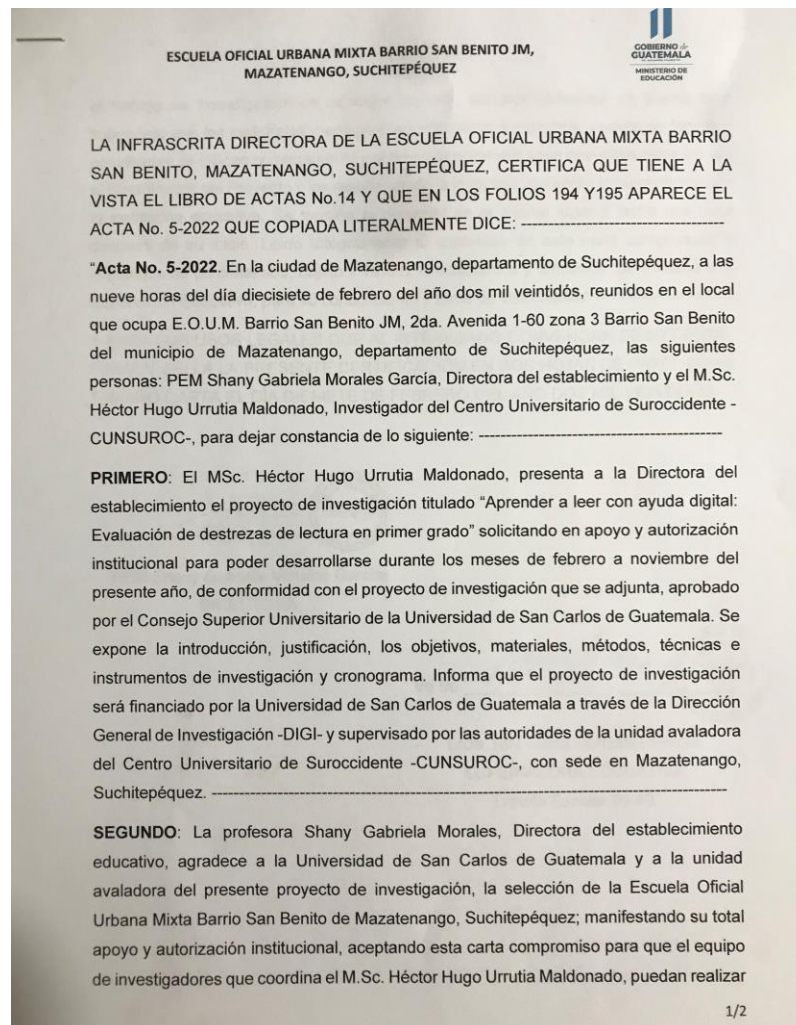 ESCUELA OFICIAL URBANA MIXTA BARRIO SAN BENITO JM,
MAZATENANGO, SUCHITEPÉQUEZ
GOBIERNO de
GUATEMALA
MINISTERIO DE
EDUCACIÓN
LA INFRASCRITA DIRECTORA DE LA ESCUELA OFICIAL URBANA MIXTA BARRIO
SAN BENITO, MAZATENANGO, SUCHITEPÉQUEZ, CERTIFICA QUE TIENE A LA
VISTA EL LIBRO DE ACTAS No.14 Y QUE EN LOS FOLIOS 194 Y195 APARECE EL
ACTA No. 5-2022 QUE COPIADA LITERALMENTE DICE: -------------------------------------
“Acta No. 5-2022. En la ciudad de Mazatenango, departamento de Suchitepéquez, a las
nueve horas del día diecisiete de febrero del año dos mil veintidós, reunidos en el local
que ocupa E.O.U.M. Barrio San Benito JM, 2da. Avenida 1-60 zona 3 Barrio San Benito
del municipio de Mazatenango, departamento de Suchitepéquez, las siguientes
personas: PEM Shany Gabriela Morales García, Directora del establecimiento y el M.Sc.
Héctor Hugo Urrutia Maldonado, Investigador del Centro Universitario de Suroccidente -
CUNSUROC-, para dejar constancia de lo siguiente: --------------------------------------------
PRIMERO: El MSc. Héctor Hugo Urrutia Maldonado, presenta a la Directora del
establecimiento el proyecto de investigación titulado “Aprender a leer con ayuda digital:
Evaluación de destrezas de lectura en primer grado” solicitando en apoyo y autorización
institucional para poder desarrollarse durante los meses de febrero a noviembre del
presente año, de conformidad con el proyecto de investigación que se adjunta, aprobado
por el Consejo Superior Universitario de la Universidad de San Carlos de Guatemala. Se
expone la introducción, justificación, los objetivos, materiales, métodos, técnicas e
instrumentos de investigación y cronograma. Informa que el proyecto de investigación
será financiado por la Universidad de San Carlos de Guatemala a través de la Dirección
General de Investigación -DIGI- y supervisado por las autoridades de la unidad avaladora
del Centro Universitario de Suroccidente -CUNSUROC-, con sede en Mazatenango,
Suchitepéquez. ---------------------------------------------------------------------------------------------
SEGUNDO: La profesora Shany Gabriela Morales, Directora del establecimiento
educativo, agradece a la Universidad de San Carlos de Guatemala y a la unidad
avaladora del presente proyecto de investigación, la selección de la Escuela Oficial
Urbana Mixta Barrio San Benito de Mazatenango, Suchitepéquez; manifestando su total
apoyo y autorización institucional, aceptando esta carta compromiso para que el equipo
de investigadores que coordina el M.Sc. Héctor Hugo Urrutia Maldonado, puedan realizar
1/2